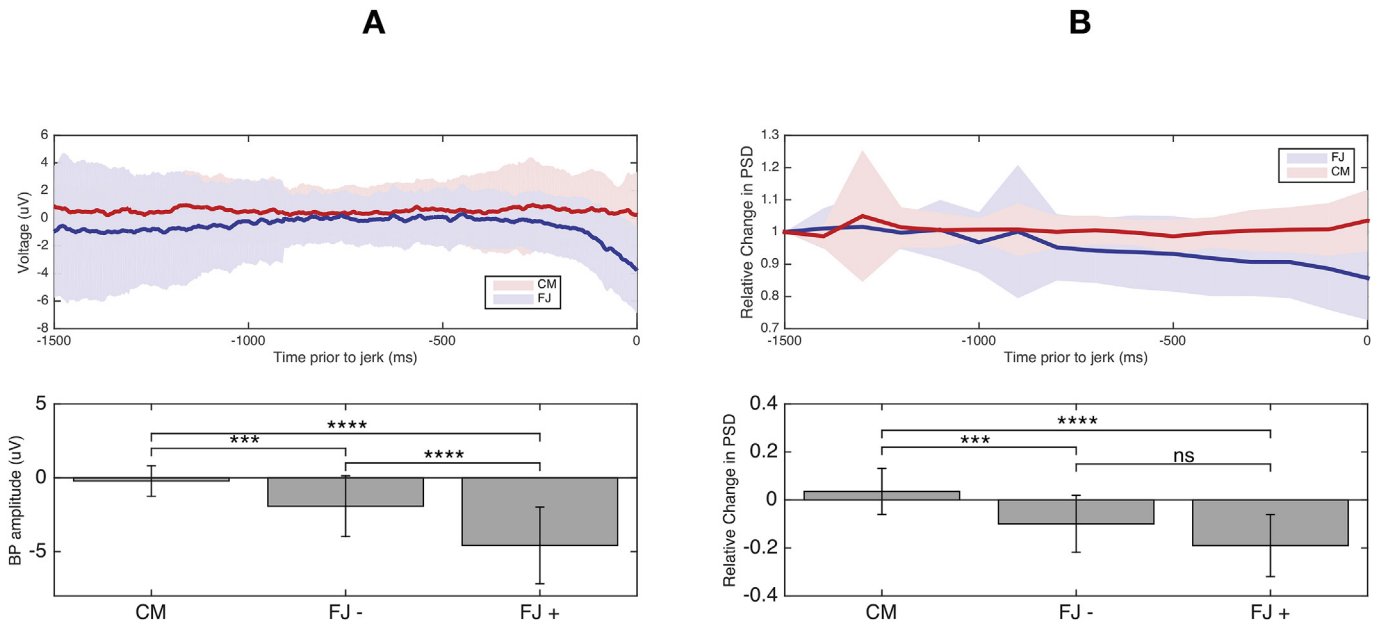 A
B
6
4
2
0
-2
-4
-6
-8
Voltage (uV)
CM
FJ
-1500
-1000
-500
0
Time prior to jerk (ms)
1.3
1.2
1.1
1
0.9
0.8
0.7
Relative Change in PSD
FJ
CM
-1500
-1000
-500
0
Time prior to jerk (ms)
5
0
-5
BP amplitude (uV)
****
***
****
CM
FJ -
FJ +
0.4
0.2
0
-0.2
-0.4
Relative Change in PSD
****
***
ns
CM
FJ -
FJ +